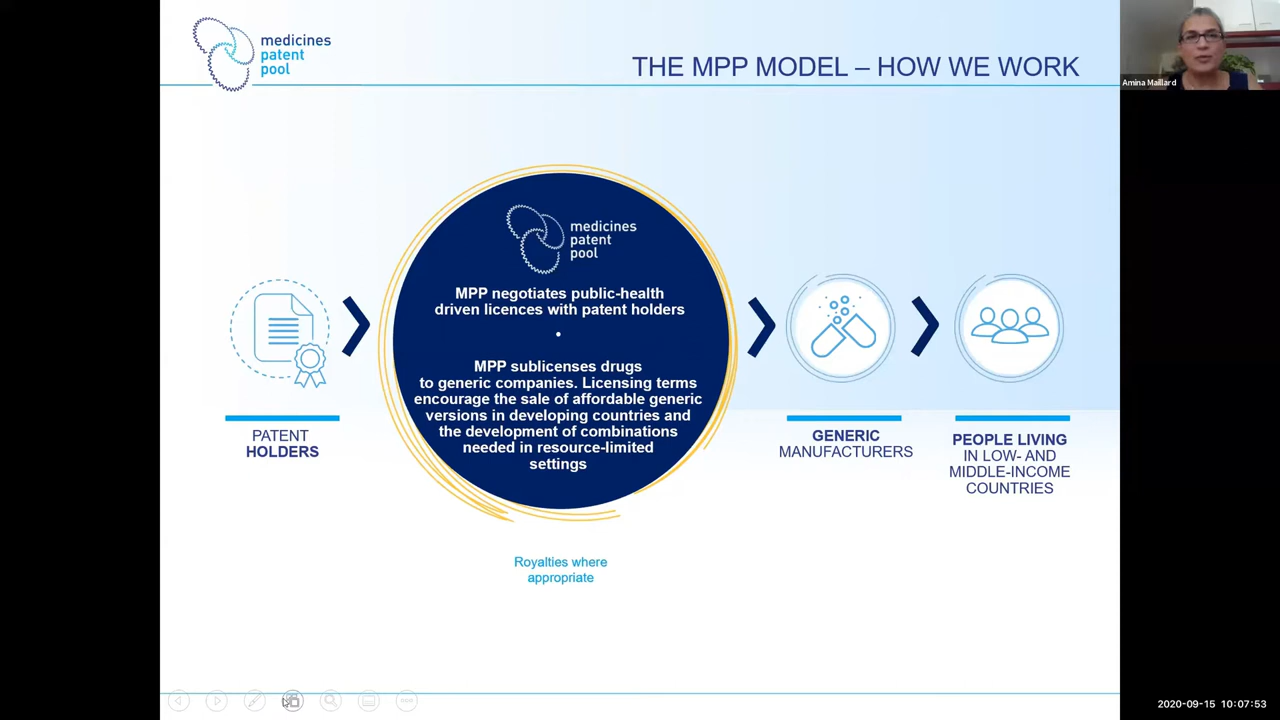 medicines
patent
pool
THE MPP MODEL – HOW WE WORK
Amina Maillard
medicines
patent
pool
MPP negotiates public-health
driven licences with patent holders
•
MPP sublicenses drugs
to generic companies. Licensing terms
encourage the sale of affordable generic
versions in developing countries and
the development of combinations
needed in resource-limited
settings
PATENT
HOLDERS
GENERIC
MANUFACTURERS
PEOPLE LIVING
IN LOW- AND
MIDDLE-INCOME
COUNTRIES
Royalties where
appropriate
2020-09-15 10:07:53